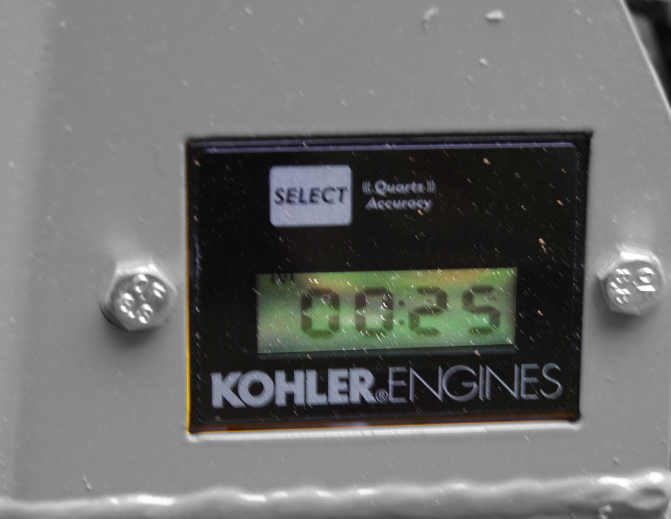 SELECT
Quartz
Accuracy
00:25
KOHLER® ENGINES